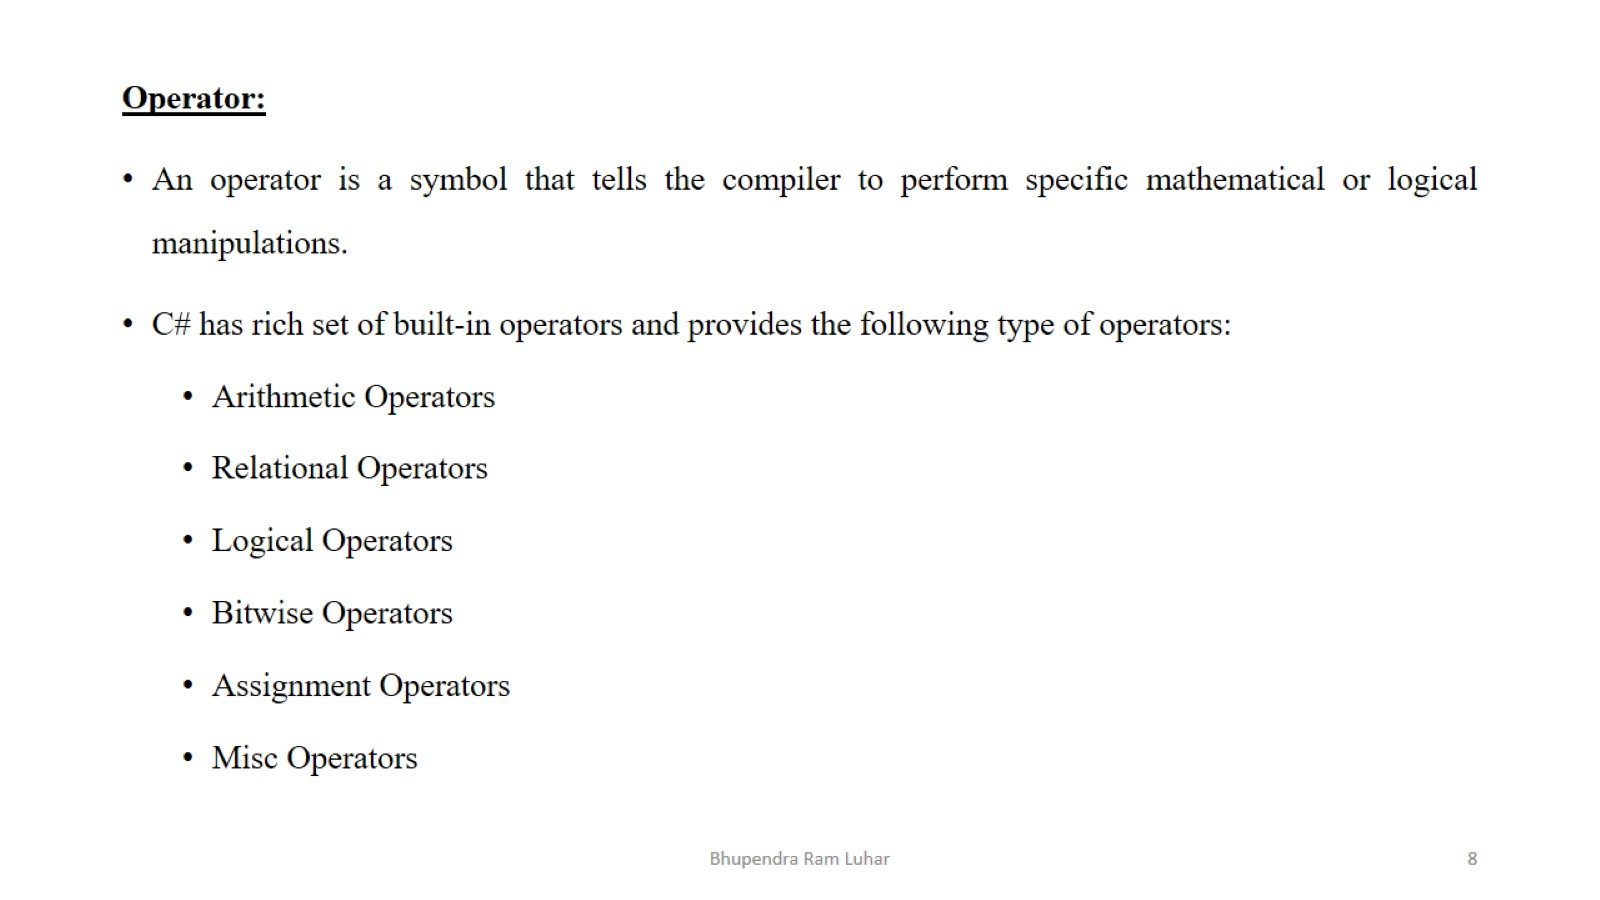 Operator:
• An operator is a symbol that tells the compiler to perform specific mathematical or logical
manipulations.
• C# has rich set of built-in operators and provides the following type of operators:
• Arithmetic Operators
• Relational Operators
• Logical Operators
• Bitwise Operators
• Assignment Operators
• Misc Operators
Bhupendra Ram Luhar
8